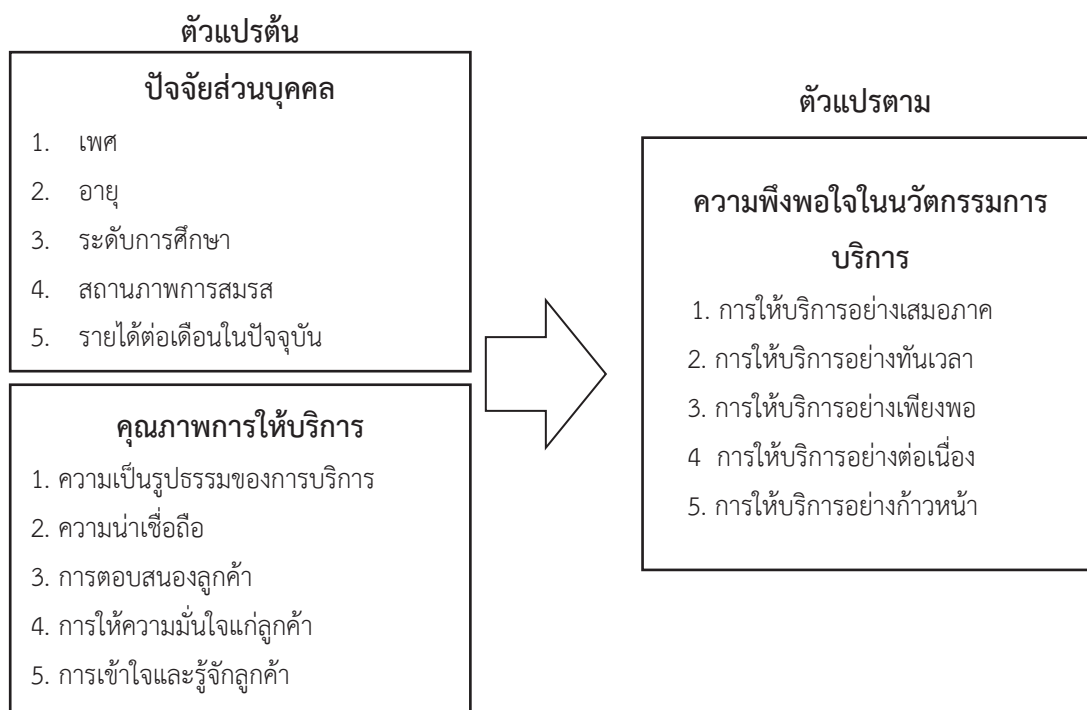 ตัวแปรต้น
ปัจจัยส่วนบุคคล
1. เพศ
2. อายุ
3. ระดับการศึกษา
4. สถานภาพการสมรส
5. รายได้ต่อเดือนในปัจจุบัน
คุณภาพการให้บริการ
1. ความเป็นรูปธรรมของการบริการ
2. ความน่าเชื่อถือ
3. การตอบสนองลูกค้า
4. การให้ความมั่นใจแก่ลูกค้า
5. การเข้าใจและรู้จักลูกค้า
ตัวแปรตาม
ความพึงพอใจในนวัตกรรมการ
บริการ
1. การให้บริการอย่างเสมอภาค
2. การให้บริการอย่างทันเวลา
3. การให้บริการอย่างเพียงพอ
4 การให้บริการอย่างต่อเนื่อง
5. การให้บริการอย่างก้าวหน้า